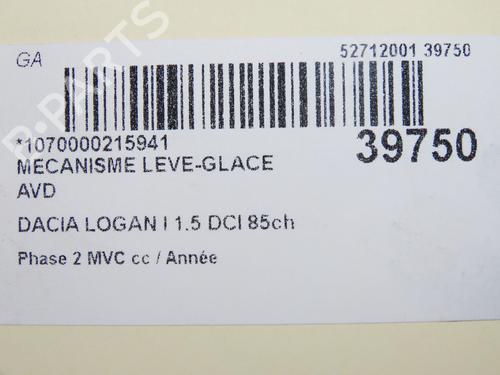 GA
52712001 39750
*1070000215941
39750
MECANISME LEVE-GLACE
AVD
DACIA LOGAN I 1.5 DCI 85ch
Phase 2 MVC cc / Année
B-PARTS